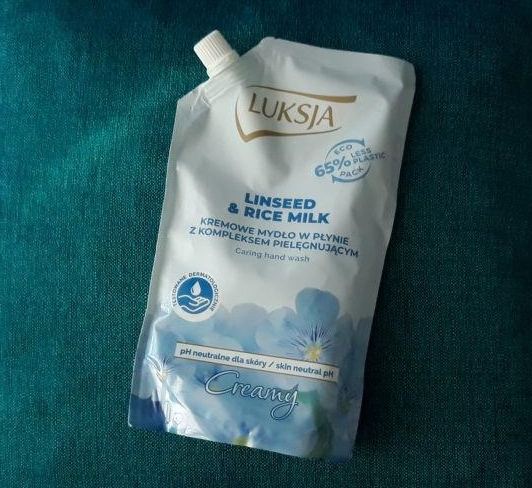 LUKSJA
ECO
65% LESS PLASTIC
PACK
LINSEED
& RICE MILK
KREMOWE MYDŁO W PŁYNIE
Z KOMPLEKSEM PIELĘGNUJĄCYM
Caring hand wash
TESTOWANE DERMATOLOGICZNIE
pH neutralne dla skóry / skin neutral pH
Creamy